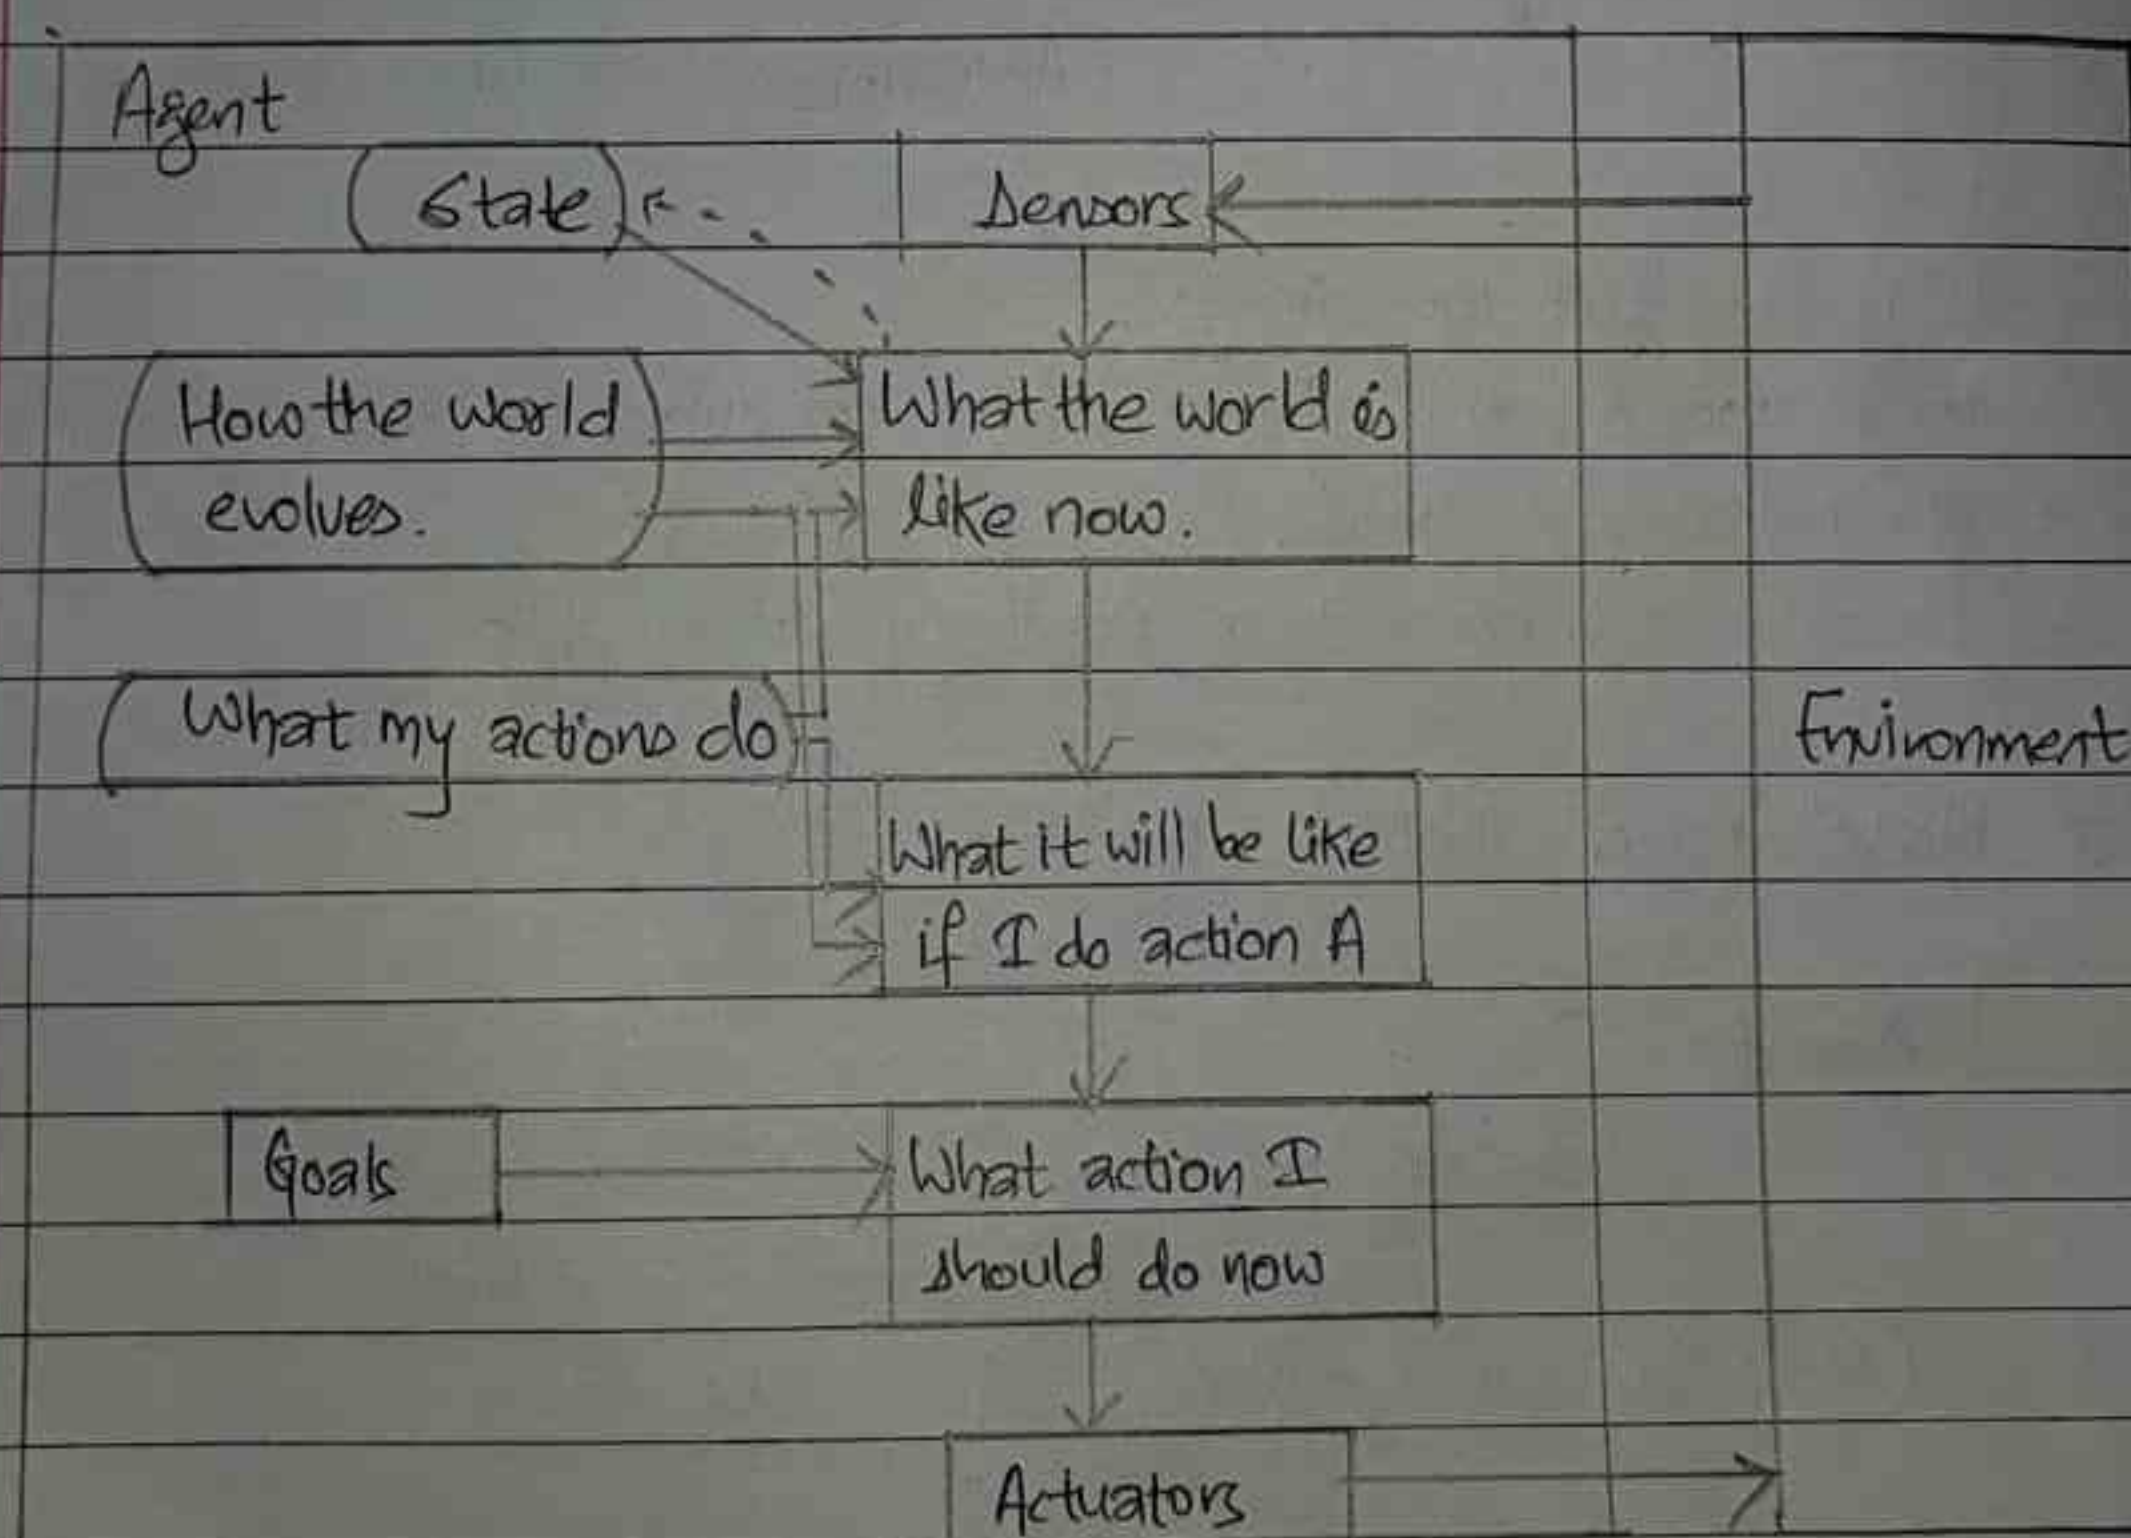 Agent
State
Sensors
How the world
evolves.
What the world is
like now.
What my actions do
Environment
What it will be like
if I do action A
Goals
What action I
should do now
Actuators